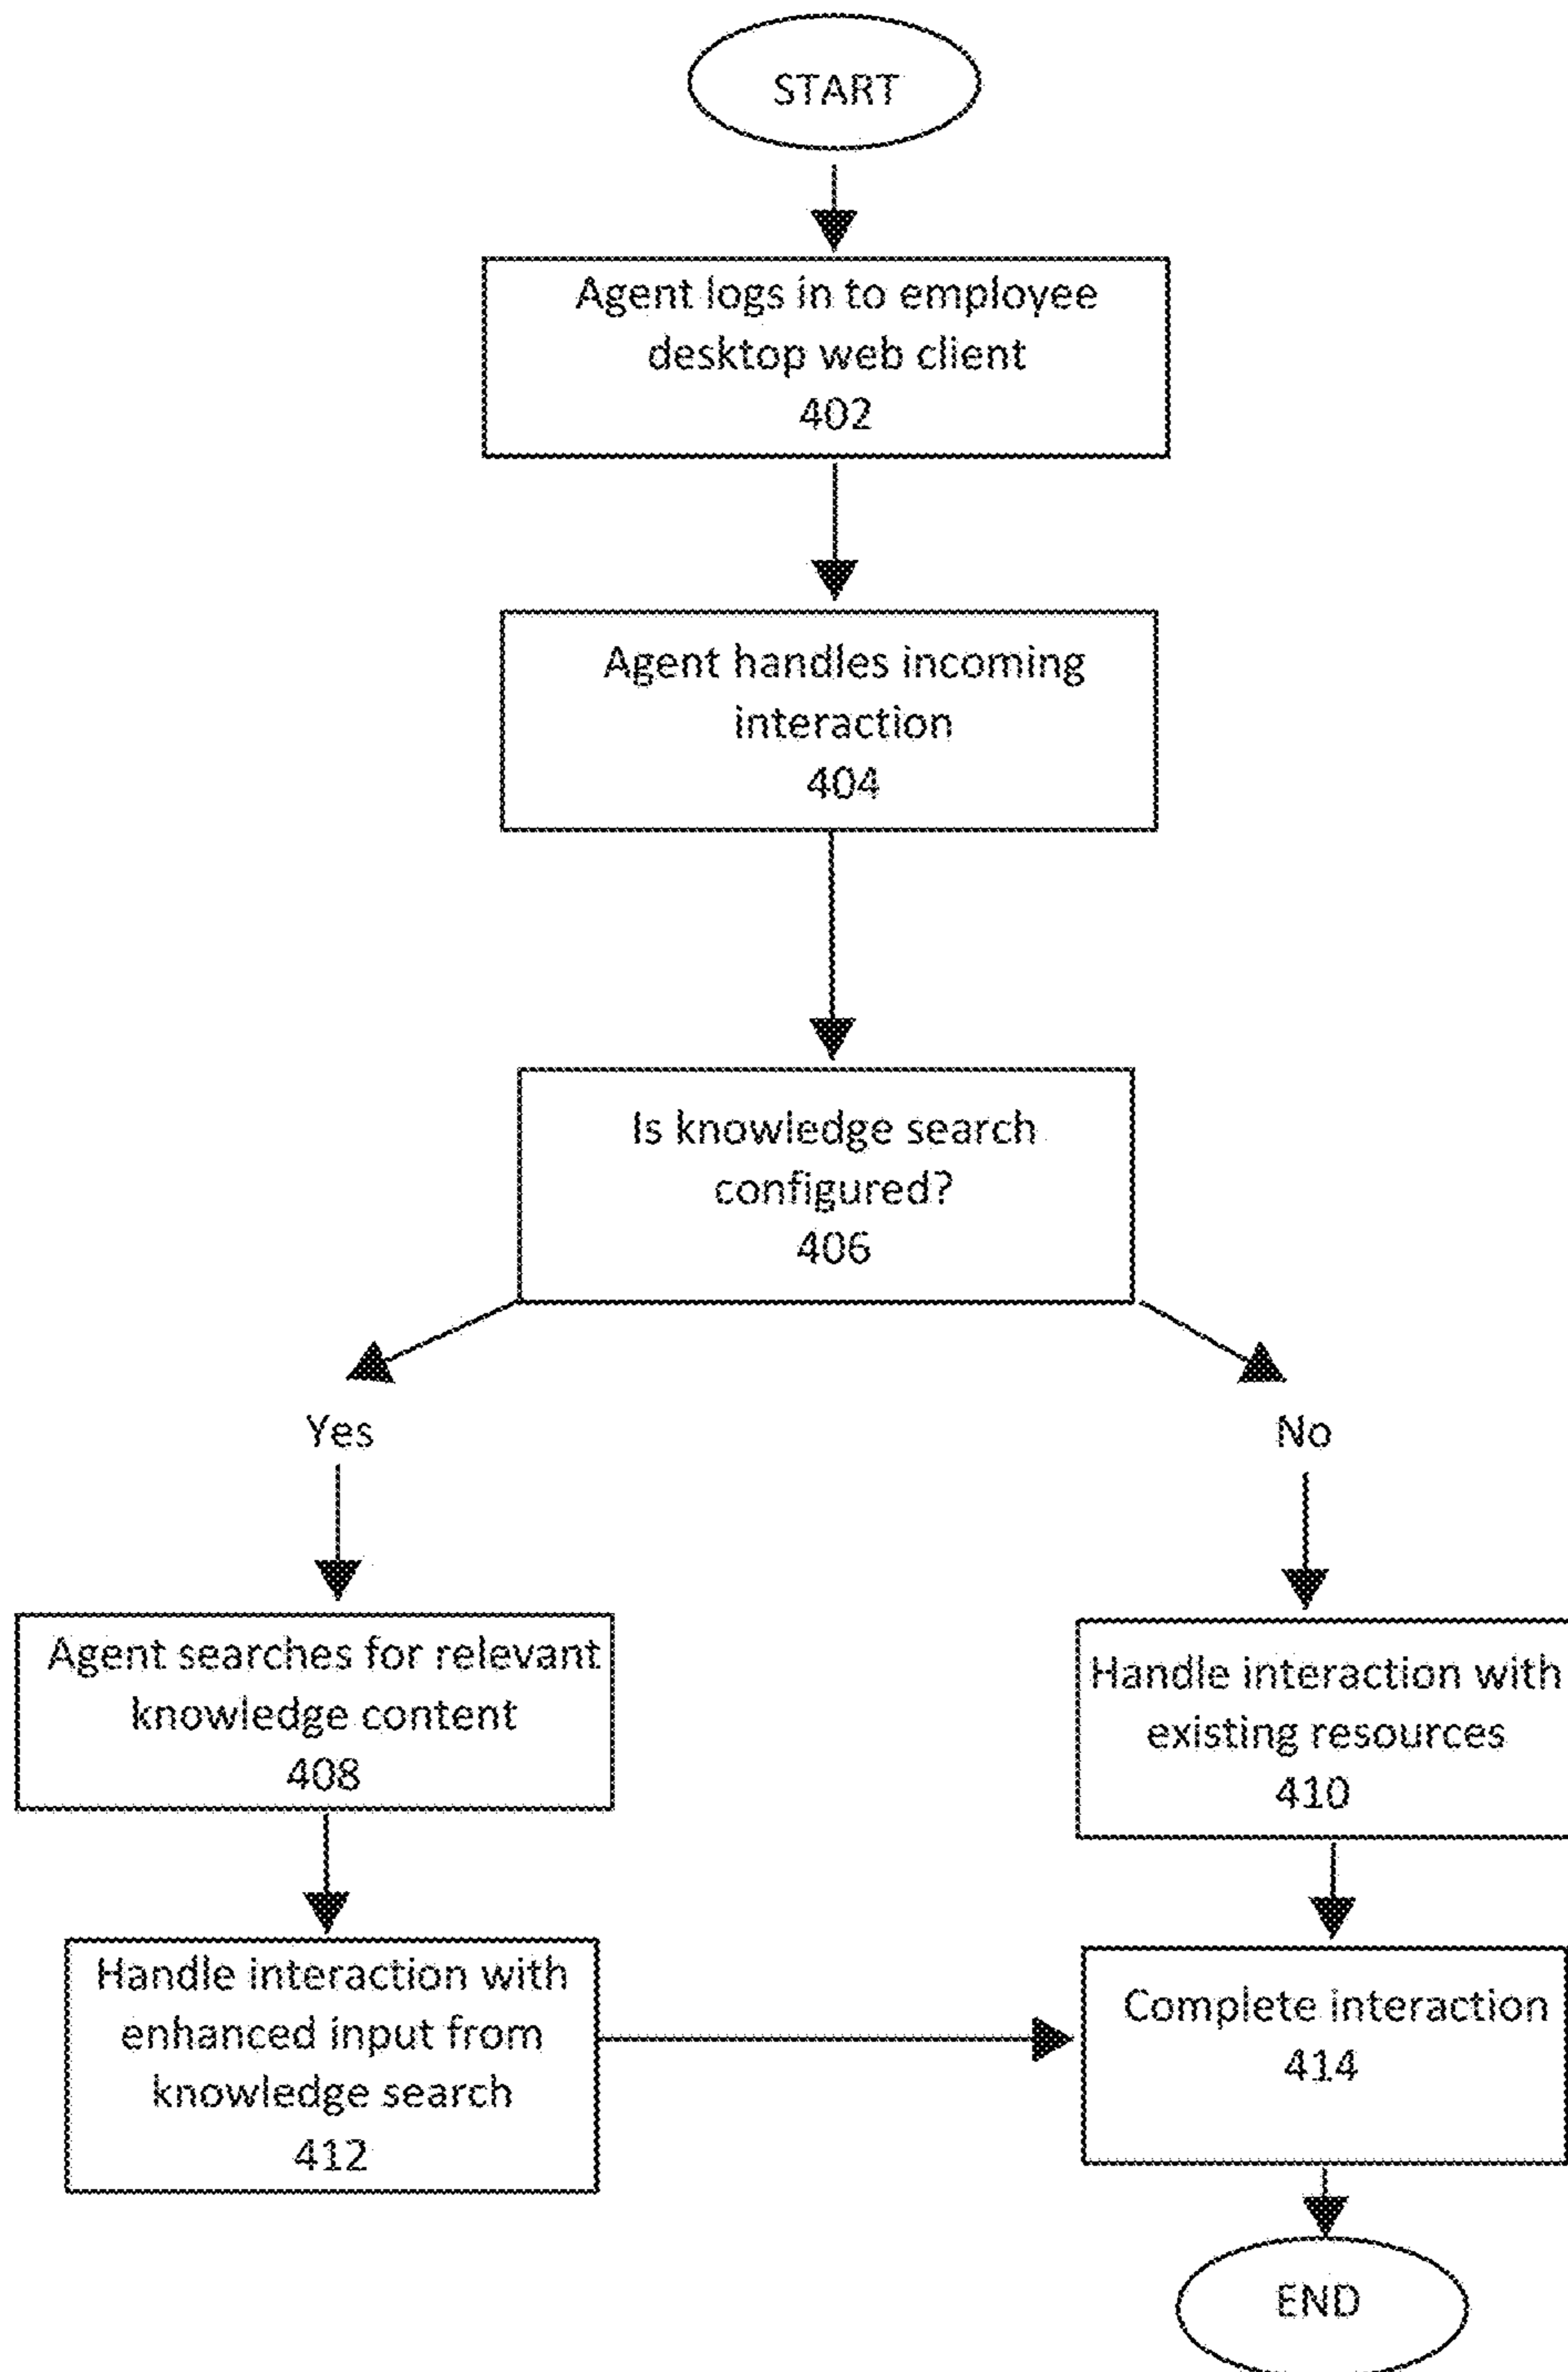 START
Agent logs in to employee
desktop web client
402
Agent handles incoming
interaction
404
Is knowledge search
configured?
406
Yes
No
Agent searches for relevant
knowledge content
408
Handle interaction with
existing resources
410
Handle interaction with
enhanced input from
knowledge search
412
Complete interaction
414
END